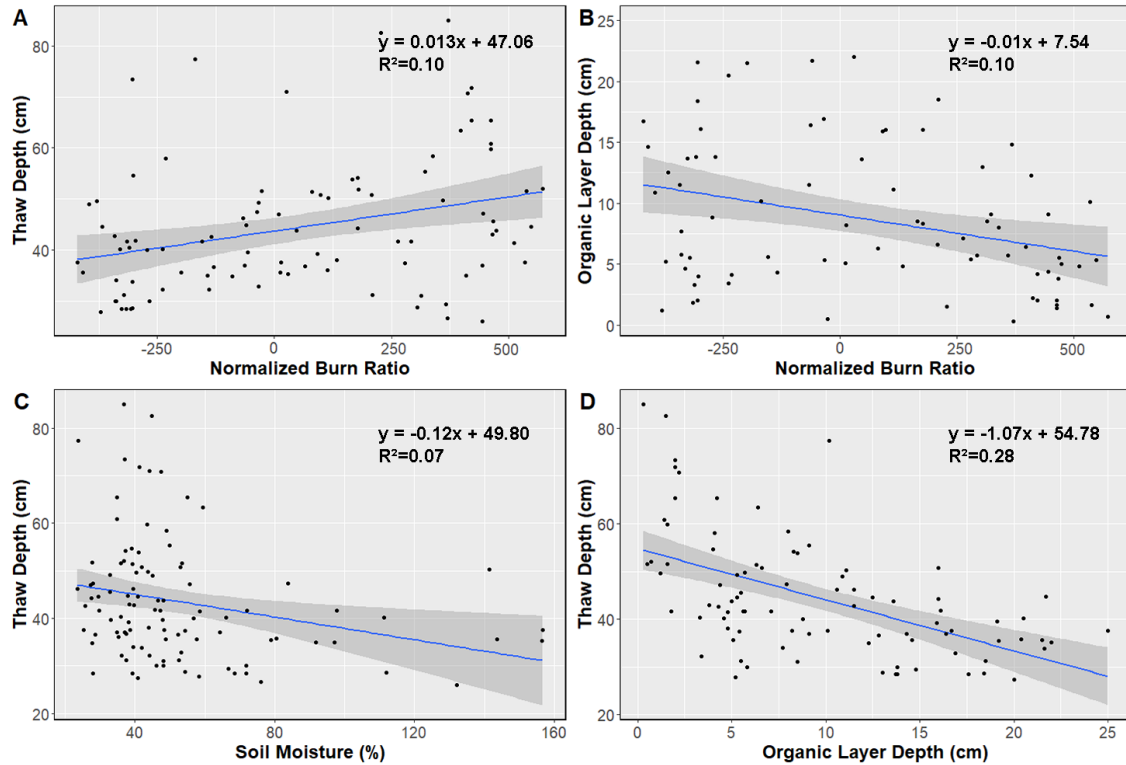 A
y = 0.013x + 47.06
R²=0.10
Thaw Depth (cm)
80
60
40
-250
0
250
500
Normalized Burn Ratio
B
y = -0.01x + 7.54
R²=0.10
Organic Layer Depth (cm)
25
20
15
10
5
0
-250
0
250
500
Normalized Burn Ratio
C
y = -0.12x + 49.80
R²=0.07
Thaw Depth (cm)
80
60
40
20
40
80
120
160
Soil Moisture (%)
D
y = -1.07x + 54.78
R²=0.28
Thaw Depth (cm)
80
60
40
20
0
5
10
15
20
25
Organic Layer Depth (cm)